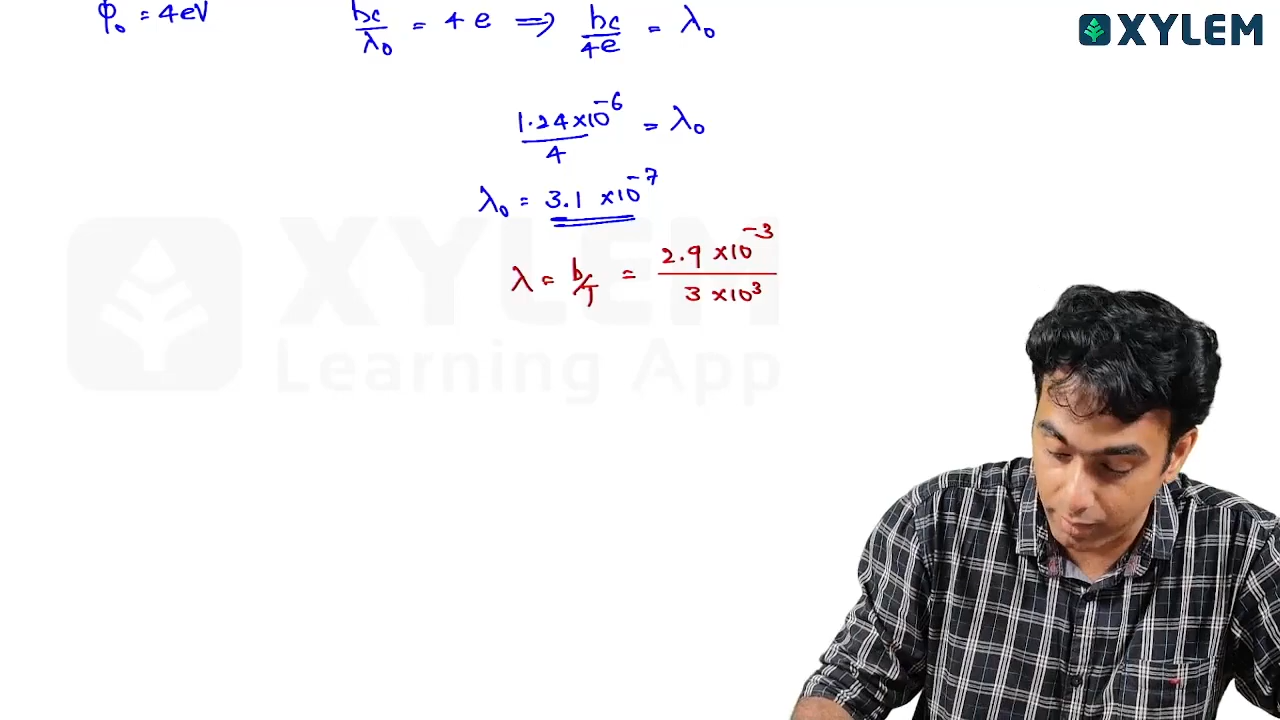 φ₀ = 4eV hc/λ₀ = 4e ⟹ hc/4e = λ₀
XYLEM
1.24×10⁻⁶/4 = λ₀
λ₀ = 3.1 ×10⁻⁷
λ = b/T = 2.9 ×10⁻³/3 ×10³
XYLEM
Learning App